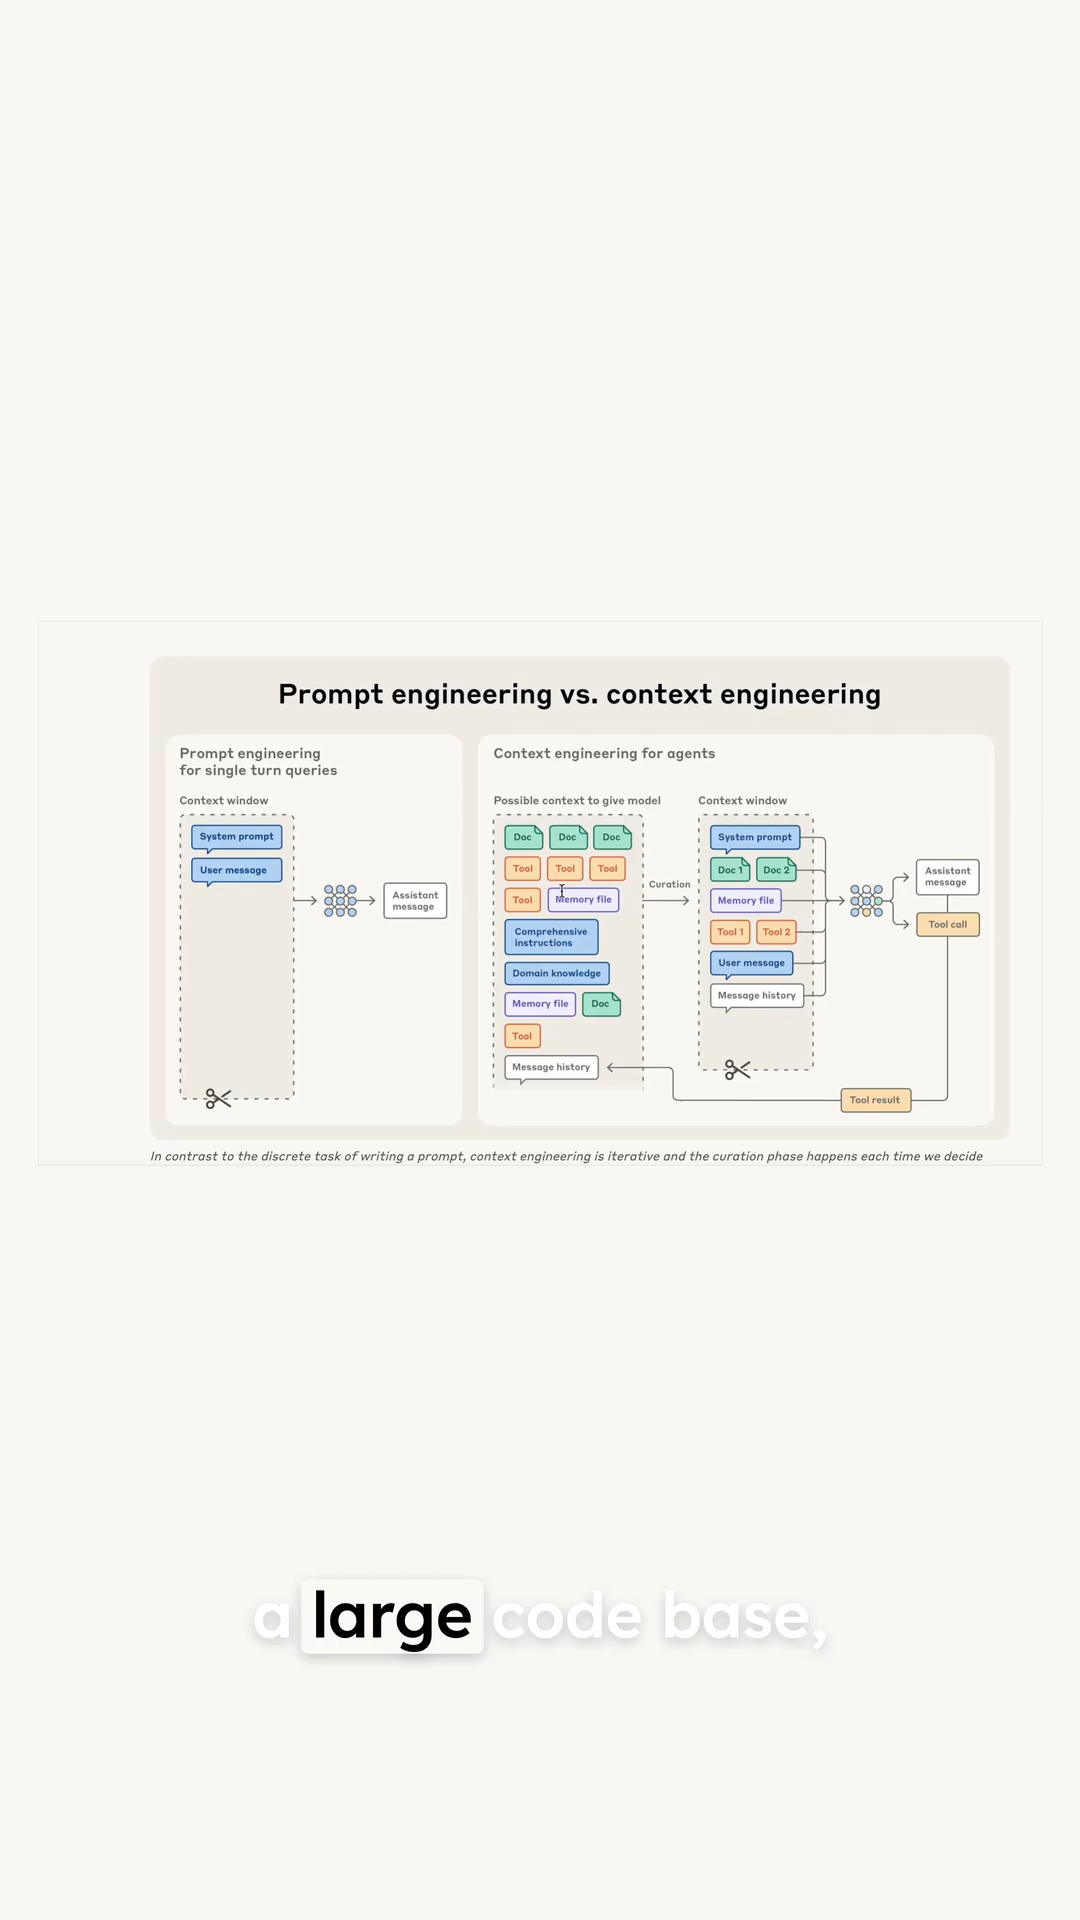 Prompt engineering vs. context engineering
Prompt engineering
for single turn queries
Context window
System prompt
User message
Assistant
message
Context engineering for agents
Possible context to give model
Doc
Doc
Doc
Tool
Tool
Tool
Tool
Memory file
Comprehensive
instructions
Domain knowledge
Memory file
Doc
Tool
Message history
Curation
Context window
System prompt
Doc 1
Doc 2
Memory file
Tool 1
Tool 2
User message
Message history
Assistant
message
Tool call
Tool result
In contrast to the discrete task of writing a prompt, context engineering is iterative and the curation phase happens each time we decide
a large code base,